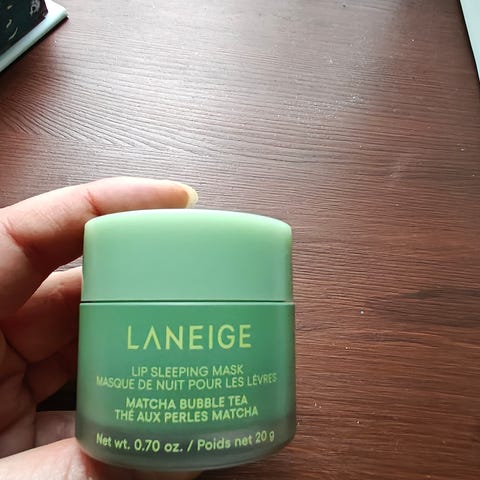 LANEIGE
LIP SLEEPING MASK
MASQUE DE NUIT POUR LES LÈVRES
MATCHA BUBBLE TEA
THÉ AUX PERLES MATCHA
Net wt. 0.70 oz. / Poids net 20 g